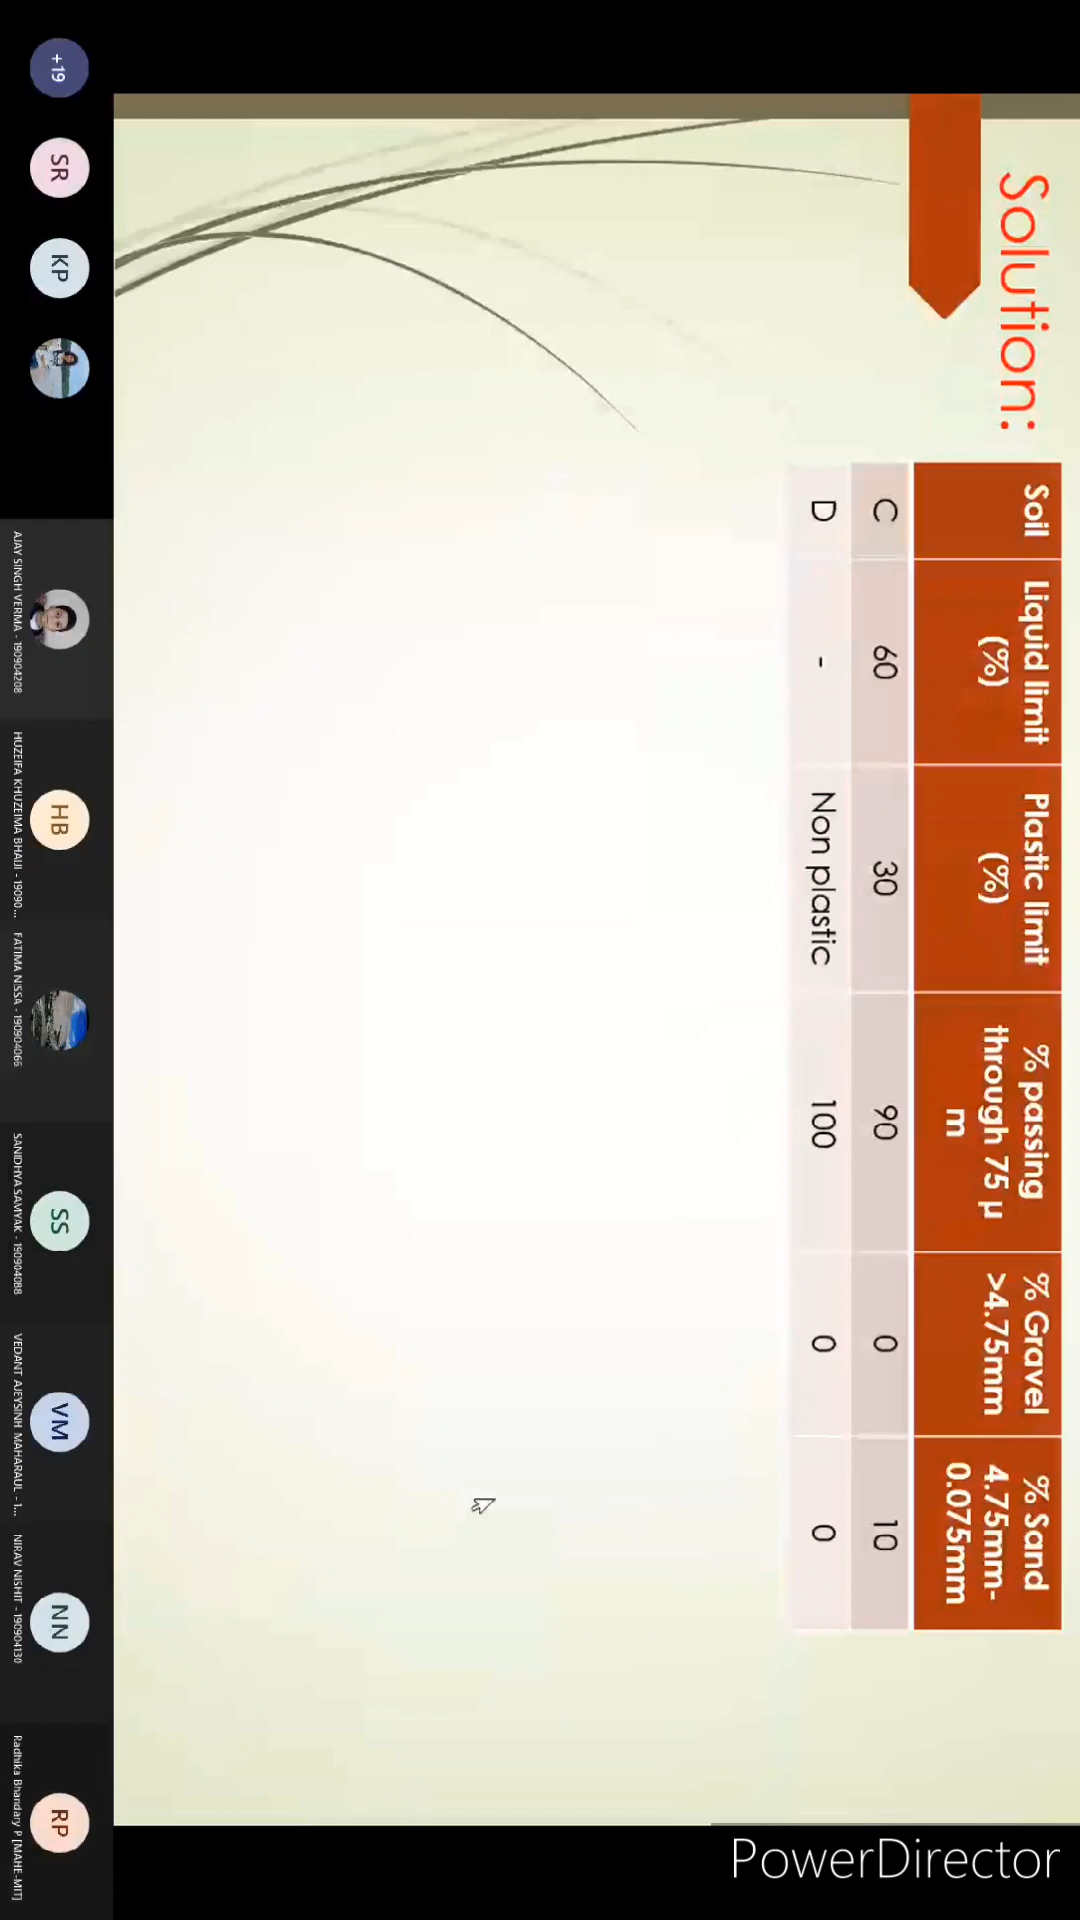 Solution:
Soil
Liquid limit
(%)
Plastic limit
(%)
% passing
through 75 μ
m
% Gravel
>4.75mm
% Sand
4.75mm-
0.075mm
C
60
30
90
0
10
D
-
Non plastic
100
0
0
+19
SR
KP
AJAY SINGH VERMA - 190904208
HB
HUZEIFA KHUZEIMA BHAIJI - 19090...
FATIMA NISSA - 190904066
SS
SANIDHYA SAMYAK - 190904088
VM
VEDANT AJEYSINH MAHARAUL - 1...
NN
NIRAV NISHIT - 190904130
RP
Radhika Bhandary P [MAHE-MIT]
PowerDirector